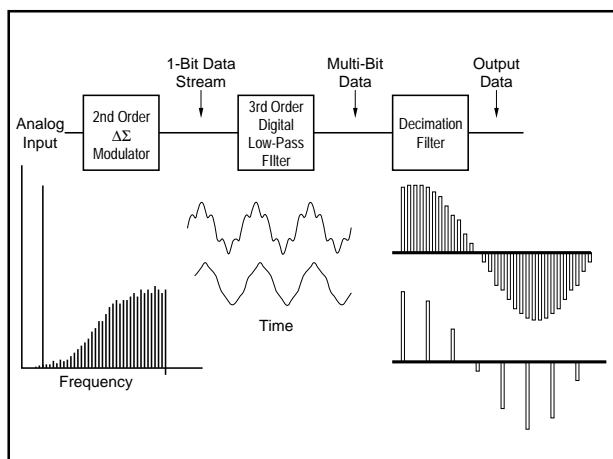 1-Bit Data
Stream
Multi-Bit
Data
Output
Data
Analog
Input
2nd Order
ΔΣ
Modulator
3rd Order
Digital
Low-Pass
FIlter
Decimation
Filter
Time
Frequency